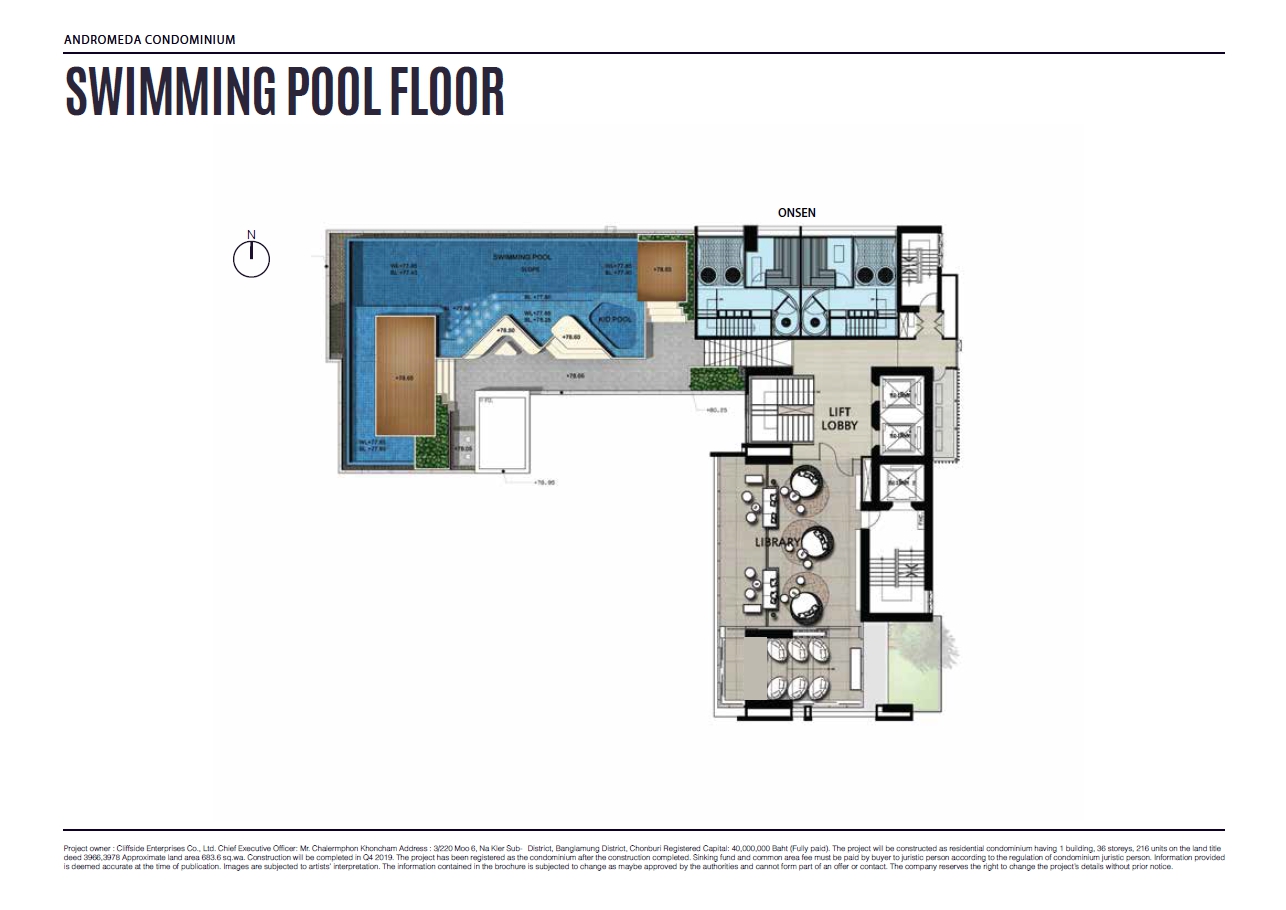 ANDROMEDA CONDOMINIUM
SWIMMING POOL FLOOR
ONSEN
N
SWIMMING POOL
SLOPE
WL+77.85
+78.05
KID POOL
+78.50
+78.60
+78.05
+78.05
LIFT
LOBBY
LIBRARY
Project owner : Cliffside Enterprises Co., Ltd. Chief Executive Officer: Mr. Chalermphon Khoncham Address : 3/220 Moo 6, Na Kler Sub- District, Banglamung District, Chonburi Registered Capital: 40,000,000 Baht (Fully paid). The project will be constructed as residential condominium having 1 building, 36 storeys, 216 units on the land title
deed 3966,3978 Approximate land area 683.6 sq.wa. Construction will be completed in Q4 2019. The project has been registered as the condominium after the construction completed. Sinking fund and common area fee must be paid by buyer to juristic person according to the regulation of condominium juristic person. Information provided
is deemed accurate at the time of publication. Images are subjected to artists' interpretation. The information contained in the brochure is subjected to change as maybe approved by the authorities and cannot form part of an offer or contact. The company reserves the right to change the project's details without prior notice.